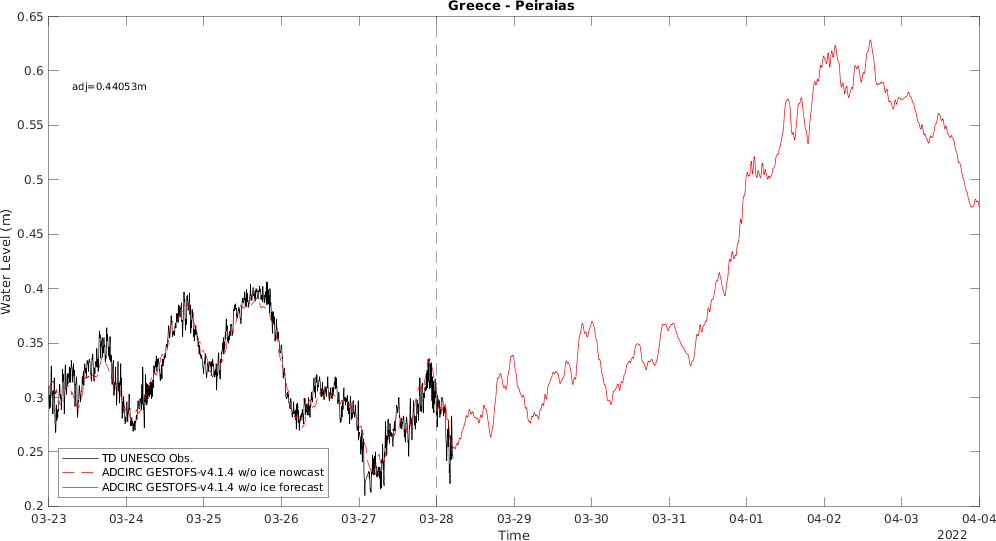 Greece - Peiraias
0.65
0.6
adj=0.44053m
0.55
0.5
0.45
0.4
0.35
0.3
0.25
0.2
Water Level (m)
TD UNESCO Obs.
ADCIRC GESTOFS-v4.1.4 w/o ice nowcast
ADCIRC GESTOFS-v4.1.4 w/o ice forecast
03-23 03-24 03-25 03-26 03-27 03-28 03-29 03-30 03-31 04-01 04-02 04-03 04-04
Time
2022